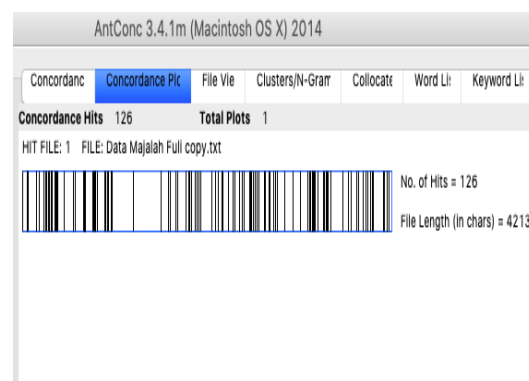 AntConc 3.4.1m (Macintosh OS X) 2014
Concordanc Concordance Plo File Vie Clusters/N-Gram Collocate Word Li: Keyword Li:
Concordance Hits 126 Total Plots 1
HIT FILE: 1 FILE: Data Majalah Full copy.txt
No. of Hits = 126
File Length (in chars) = 4213